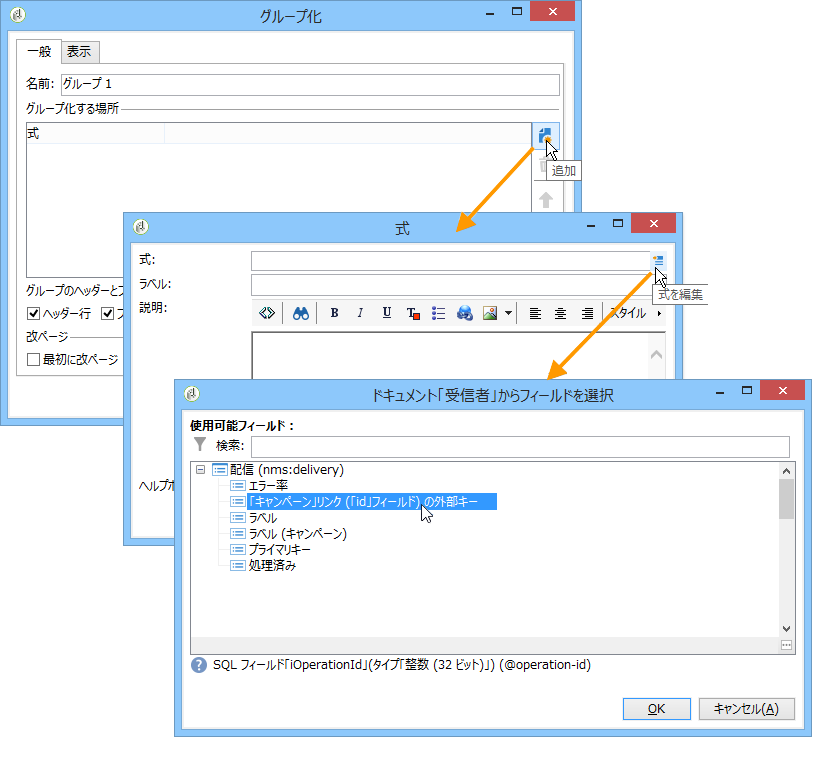 グループ化
一般 表示
名前: グループ 1
グループ化する場所
式
追加
グループのヘッダーとフ
ヘッダー行
改ページ
最初に改ページ
式
式:
式を編集
ラベル:
説明:
B I U T スタイル
ヘルプ
ドキュメント「受信者」からフィールドを選択
使用可能フィールド :
検索:
配信 (nms:delivery)
エラー率
「キャンペーン」リンク (「id」フィールド) の外部キー
ラベル
ラベル (キャンペーン)
プライマリキー
処理済み
SQL フィールド「iOperationId」(タイプ「整数 (32 ビット)」) (@operation-id)
OK キャンセル(A)